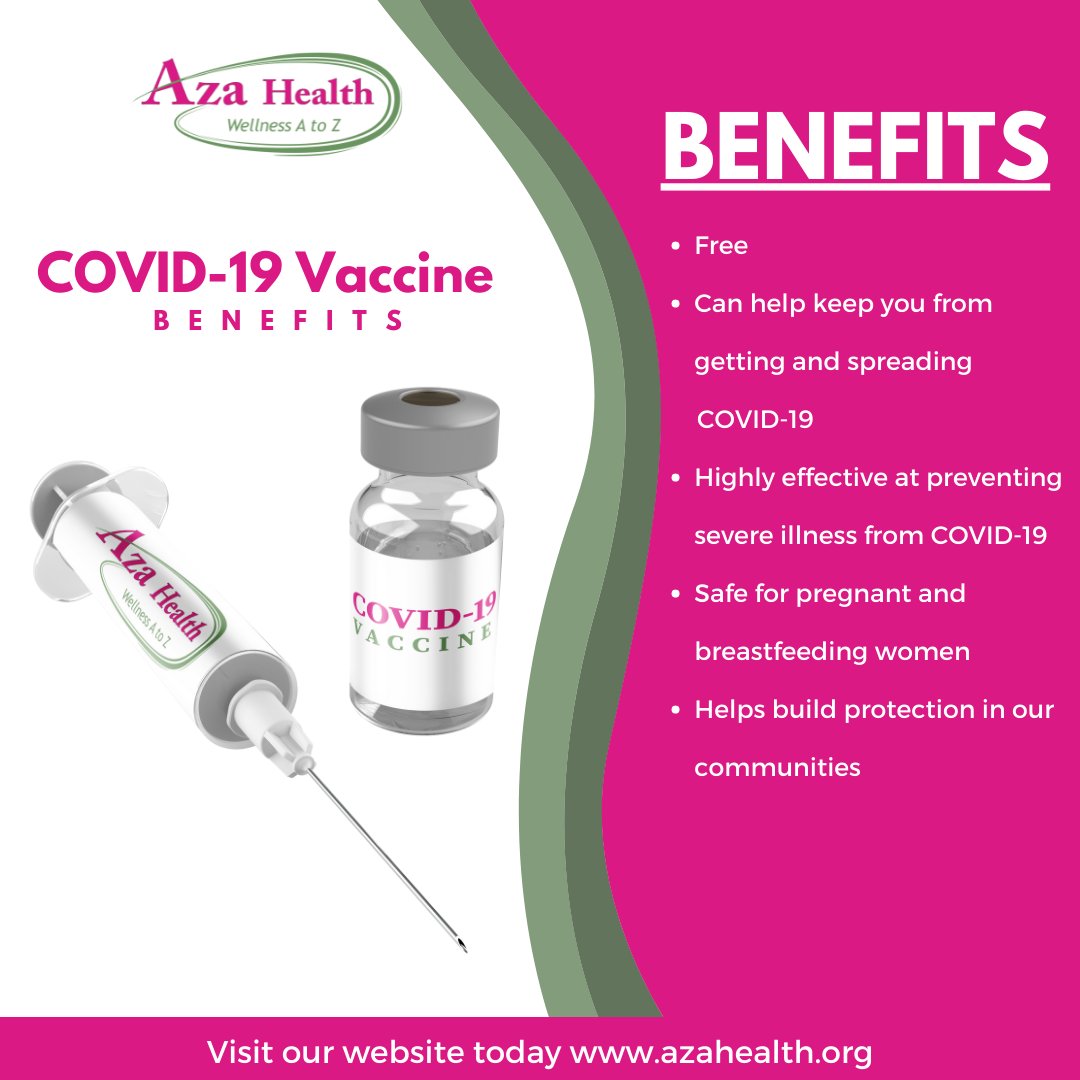 Aza Health
Wellness A to Z
COVID-19 Vaccine
BENEFITS
Aza Health
Wellness A to Z
COVID-19
VACCINE
BENEFITS
• Free
• Can help keep you from
getting and spreading
COVID-19
• Highly effective at preventing
severe illness from COVID-19
• Safe for pregnant and
breastfeeding women
• Helps build protection in our
communities
Visit our website today www.azahealth.org